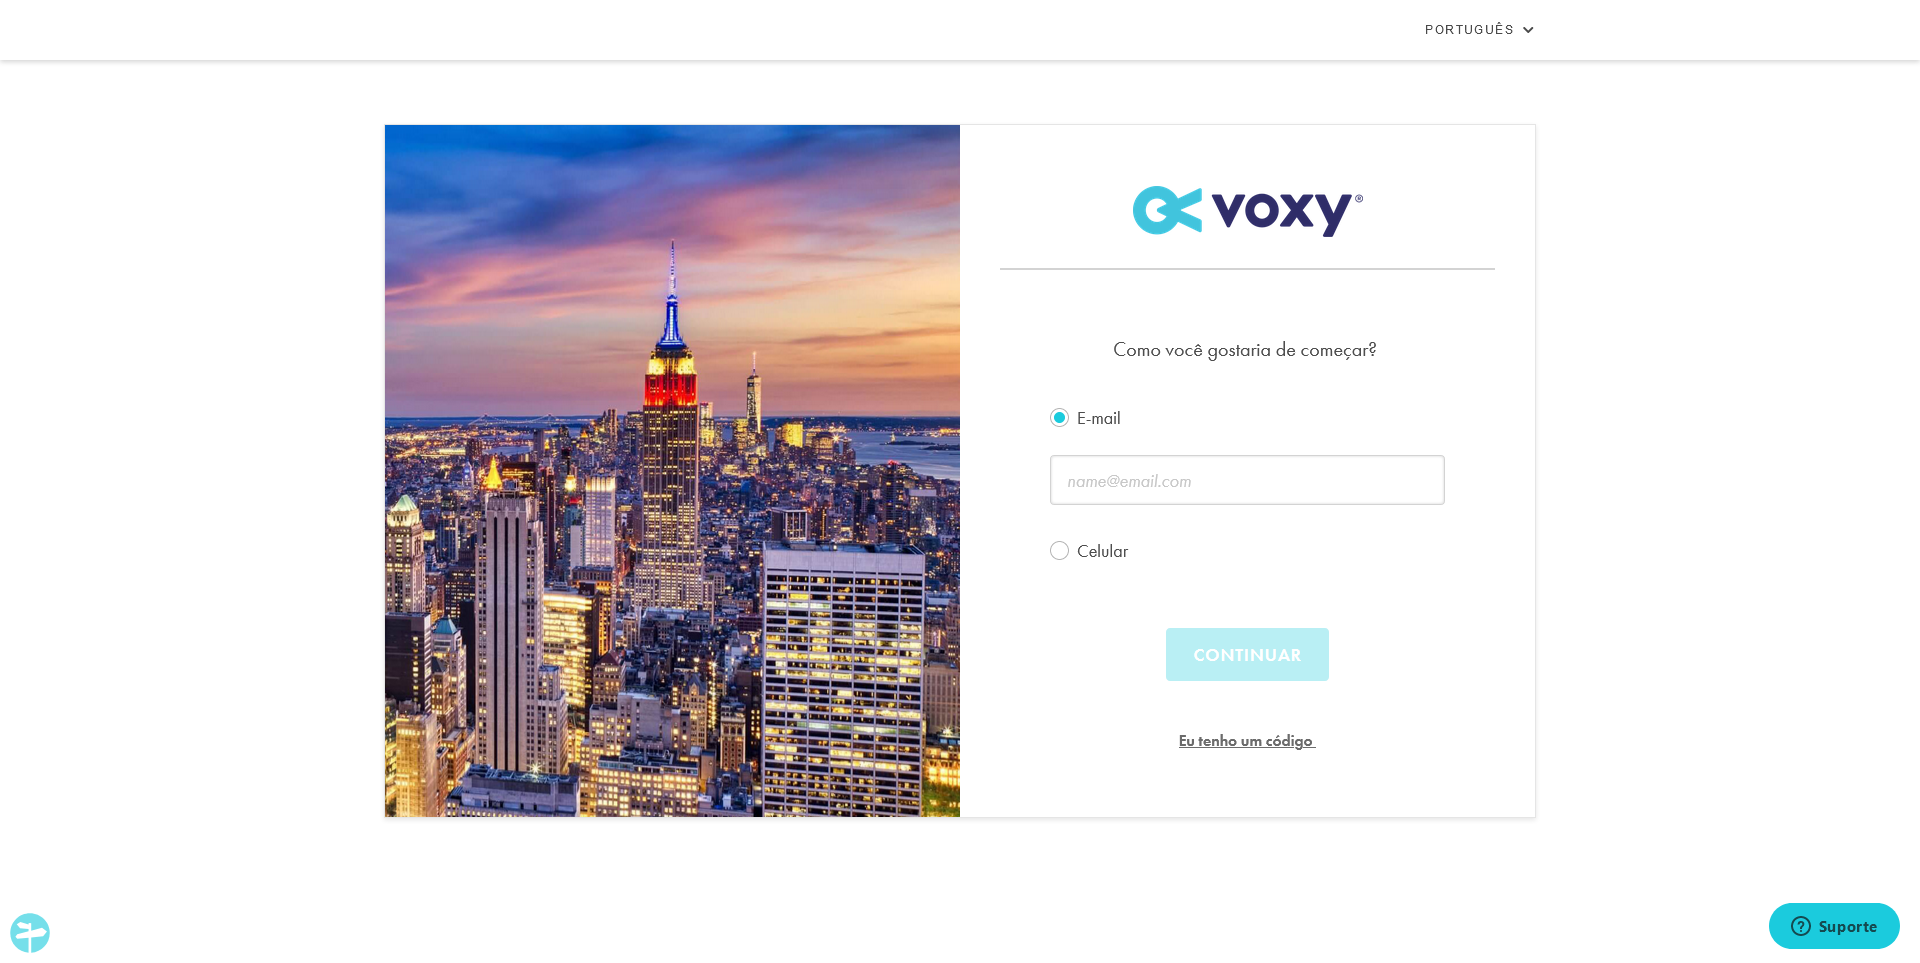 PORTUGUÊS
voxy®
Como você gostaria de começar?
E-mail
name@email.com
Celular
CONTINUAR
Eu tenho um código
Suporte